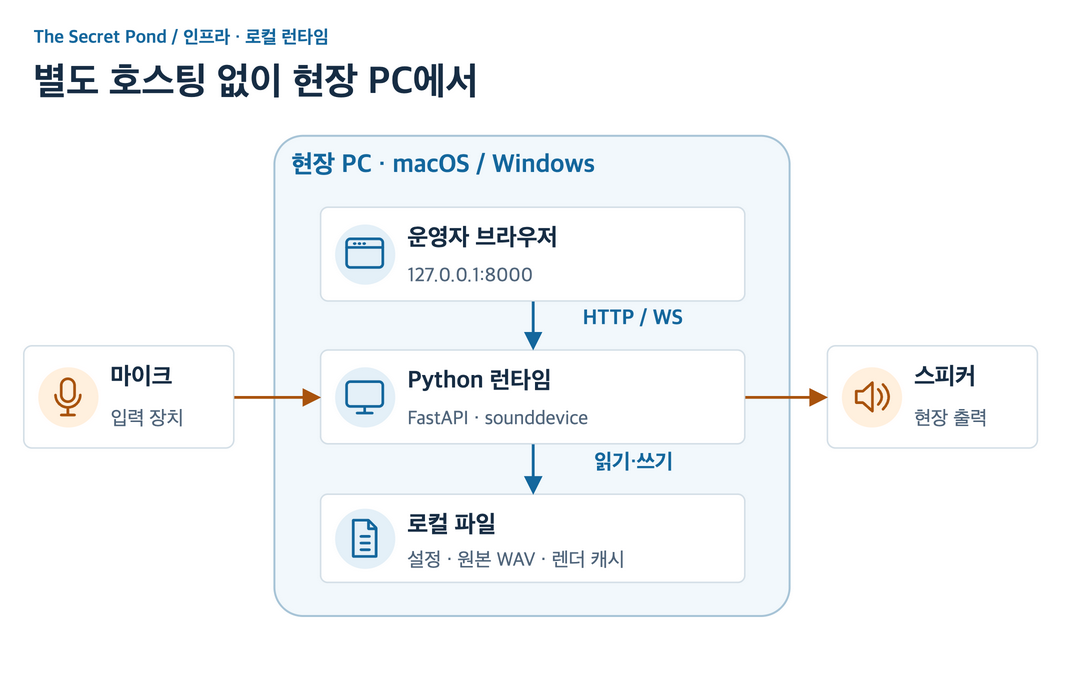 The Secret Pond / 인프라 · 로컬 런타임
별도 호스팅 없이 현장 PC에서
현장 PC · macOS / Windows
운영자 브라우저
127.0.0.1:8000
HTTP / WS
마이크
입력 장치
Python 런타임
FastAPI · sounddevice
스피커
현장 출력
읽기·쓰기
로컬 파일
설정 · 원본 WAV · 렌더 캐시